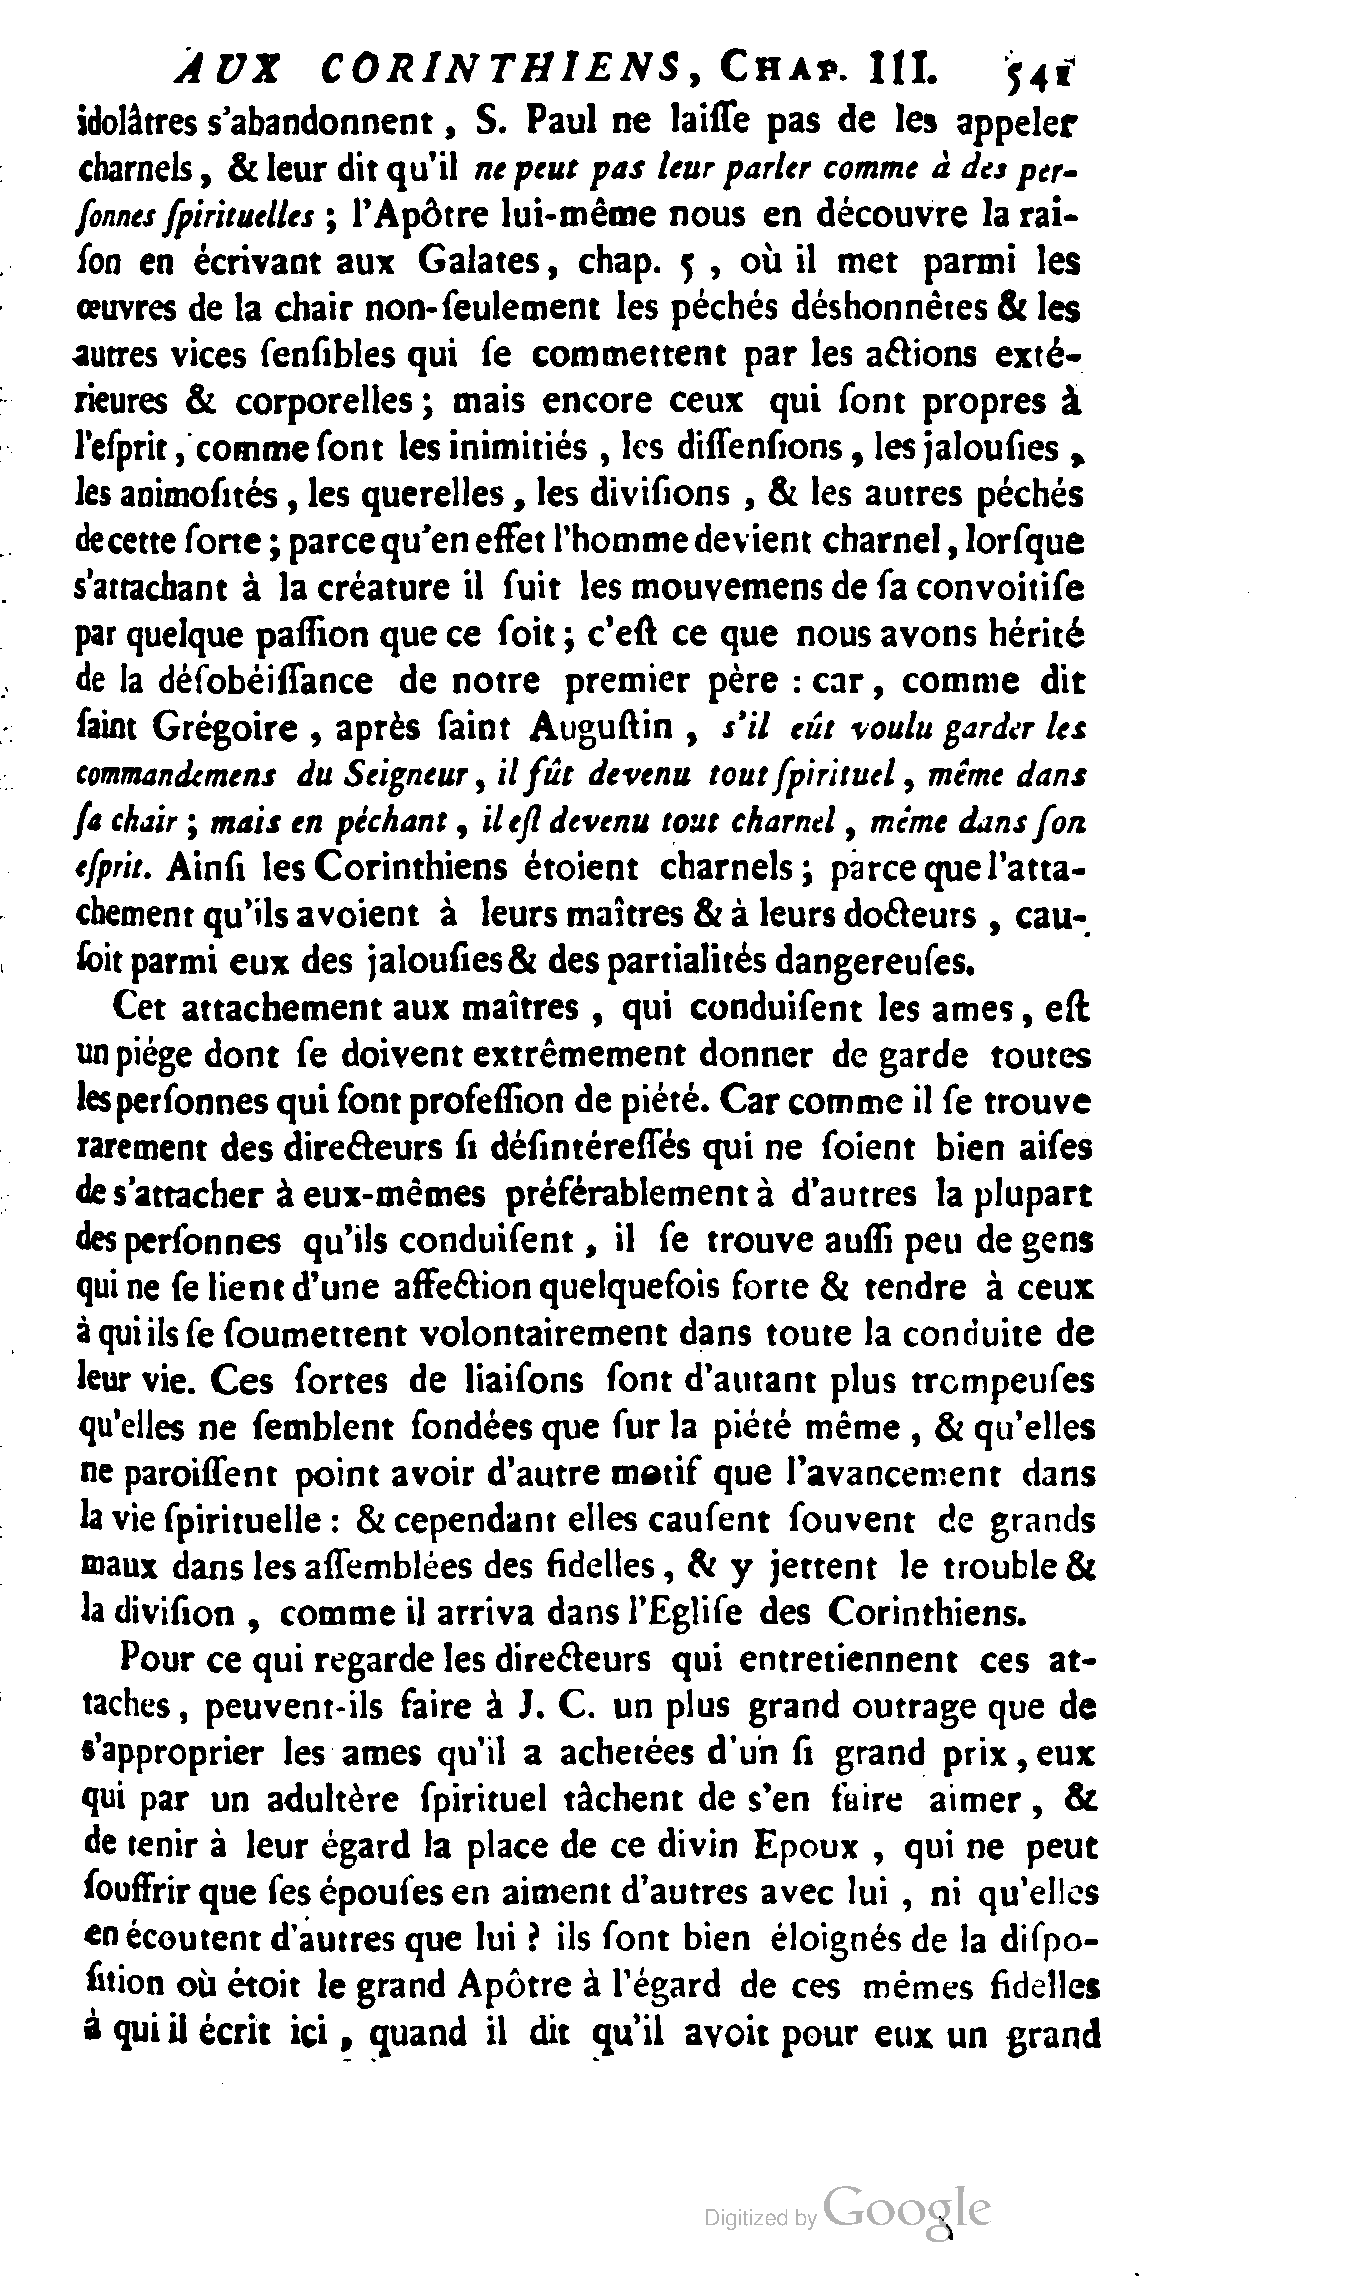 AUX CORINTHIENS, CHAP. III. 541
idolâtres s'abandonnent, S. Paul ne laiſſe pas de les appeler
charnels, & leur dit qu'il ne peut pas leur parler comme à des per-
ſonnes ſpirituelles ; l'Apôtre lui-même nous en découvre la rai-
ſon en écrivant aux Galates, chap. 5 , où il met parmi les
œuvres de la chair non-ſeulement les péchés déshonnêtes & les
autres vices ſenſibles qui ſe commettent par les actions exté-
rieures & corporelles ; mais encore ceux qui ſont propres à
l'eſprit, comme ſont les inimitiés , les diſſenſions , les jalouſies ,
les animoſités , les querelles , les diviſions , & les autres péchés
de cette ſorte ; parce qu'en effet l'homme devient charnel , lorſque
s'attachant à la créature il ſuit les mouvemens de ſa convoitiſe
par quelque paſſion que ce ſoit ; c'eſt ce que nous avons hérité
de la déſobéiſſance de notre premier père : car , comme dit
ſaint Grégoire , après ſaint Auguſtin , s'il eût voulu garder les
commandemens du Seigneur , il fût devenu tout ſpirituel , même dans
ſa chair ; mais en péchant , il eſt devenu tout charnel , même dans ſon
eſprit. Ainſi les Corinthiens étoient charnels ; parce que l'atta-
chement qu'ils avoient à leurs maîtres & à leurs docteurs , cau-
ſoit parmi eux des jalouſies & des partialités dangereuſes.
Cet attachement aux maîtres , qui conduiſent les ames , eſt
un piége dont ſe doivent extrêmement donner de garde toutes
les perſonnes qui font profeſſion de piété. Car comme il ſe trouve
rarement des directeurs ſi déſintéreſſés qui ne ſoient bien aiſes
de s'attacher à eux-mêmes préférablement à d'autres la plupart
des perſonnes qu'ils conduiſent , il ſe trouve auſſi peu de gens
qui ne ſe lient d'une affection quelquefois forte & tendre à ceux
à qui ils ſe ſoumettent volontairement dans toute la conduite de
leur vie. Ces ſortes de liaiſons ſont d'autant plus trompeuſes
qu'elles ne ſemblent fondées que ſur la piété même , & qu'elles
ne paroiſſent point avoir d'autre motif que l'avancement dans
la vie ſpirituelle : & cependant elles cauſent ſouvent de grands
maux dans les aſſemblées des fidelles , & y jettent le trouble &
la diviſion , comme il arriva dans l'Egliſe des Corinthiens.
Pour ce qui regarde les directeurs qui entretiennent ces at-
taches , peuvent-ils faire à J. C. un plus grand outrage que de
s'approprier les ames qu'il a achetées d'un ſi grand prix , eux
qui par un adultère ſpirituel tâchent de s'en faire aimer , &
de tenir à leur égard la place de ce divin Epoux , qui ne peut
ſouffrir que ſes épouſes en aiment d'autres avec lui , ni qu'elles
en écoutent d'autres que lui ? ils ſont bien éloignés de la diſpo-
ſition où étoit le grand Apôtre à l'égard de ces mêmes fidelles
à qui il écrit ici , quand il dit qu'il avoit pour eux un grand
Digitized by Google